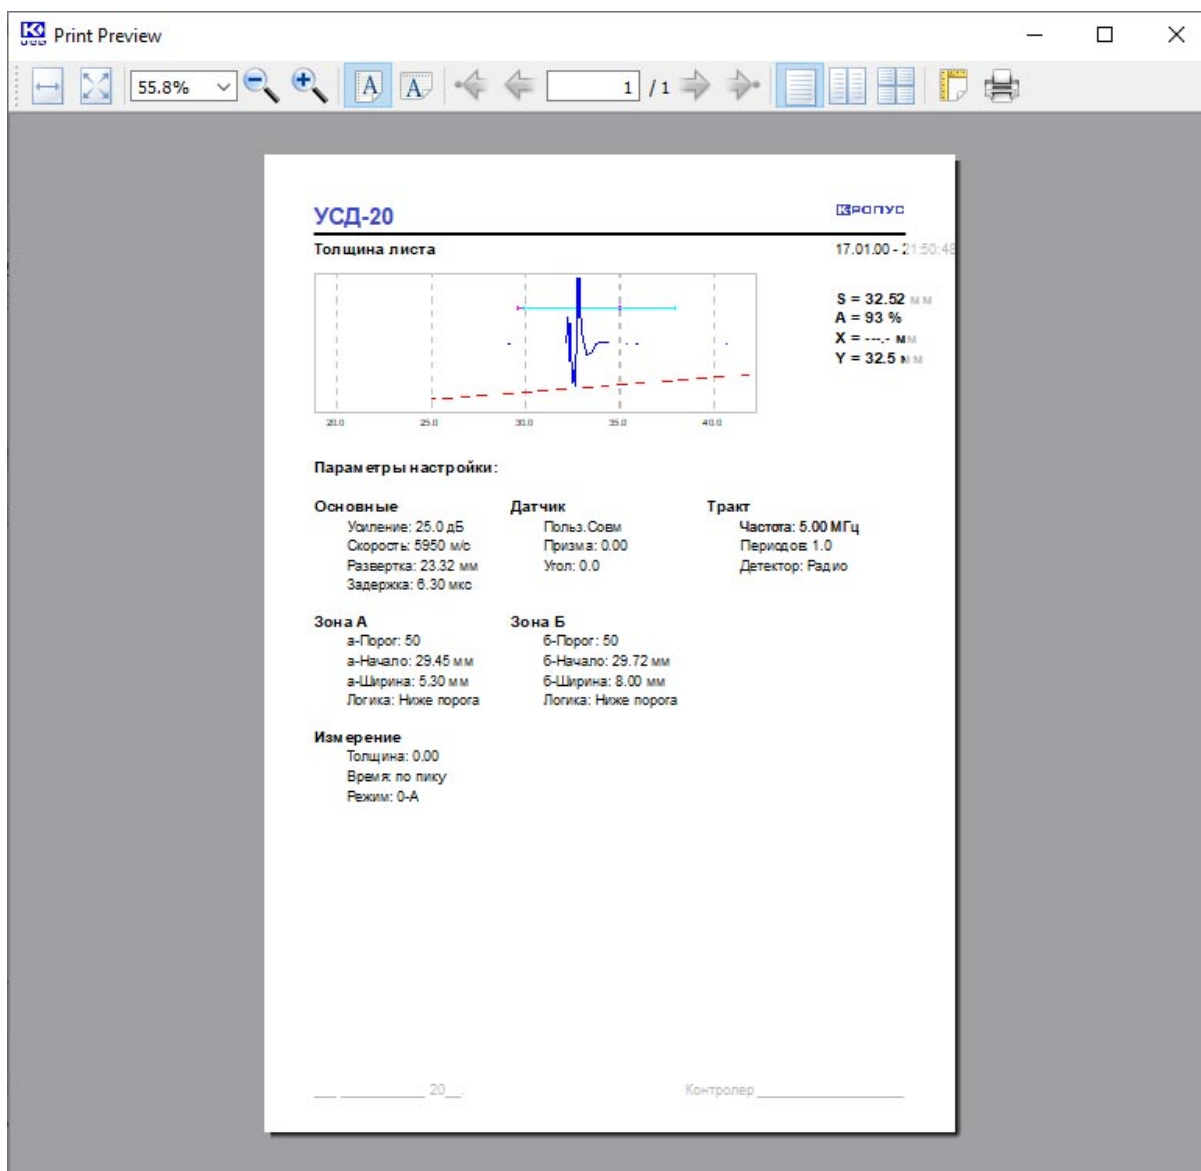 Print Preview
55.8%
1 / 1
УСД-20
КРОПУС
Толщина листа
17.01.00 - 21:50:48
S = 32.52 мм
A = 93 %
X = ---.- мм
Y = 32.5 мм
20.0 25.0 30.0 35.0 40.0
Параметры настройки:
Основные Датчик Тракт
Усиление: 25.0 дБ Польз.Совм Частота: 5.00 МГц
Скорость: 5950 м/с Призма: 0.00 Периодов: 1.0
Развертка: 23.32 мм Угол: 0.0 Детектор: Радио
Задержка: 6.30 мкс
Зона А Зона Б
а-Порог: 50 б-Порог: 50
а-Начало: 29.45 мм б-Начало: 29.72 мм
а-Ширина: 5.30 мм б-Ширина: 8.00 мм
Логика: Ниже порога Логика: Ниже порога
Измерение
Толщина: 0.00
Время: по пику
Режим: 0-А
___ ____________ 20__. Контролер _____________________